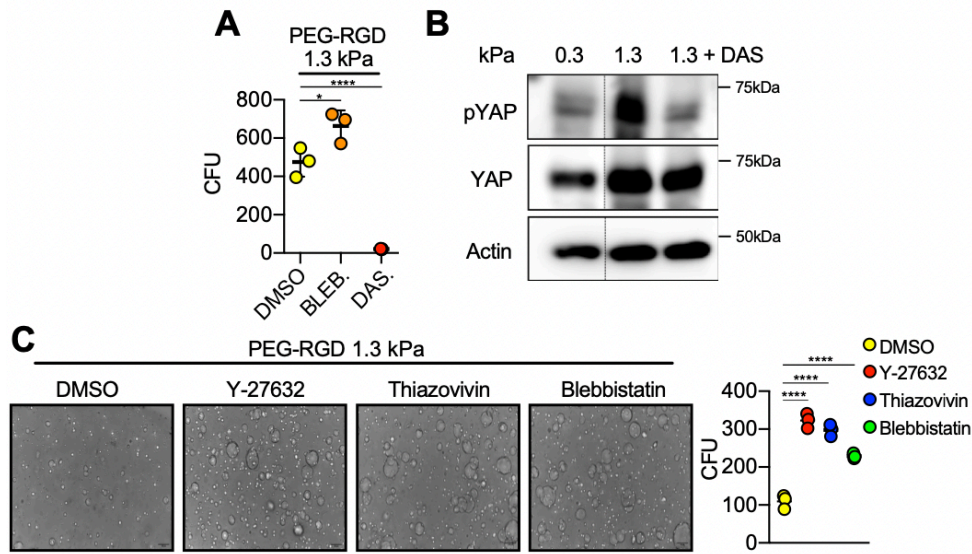 A
PEG-RGD
1.3 kPa
****
*
800
600
400
200
0
CFU
DMSO
BLEB.
DAS.
B
kPa 0.3 1.3 1.3 + DAS
pYAP
75kDa
YAP
75kDa
Actin
50kDa
C
PEG-RGD 1.3 kPa
DMSO Y-27632 Thiazovivin Blebbistatin
****
****
****
400
300
200
100
0
CFU
DMSO
Y-27632
Thiazovivin
Blebbistatin